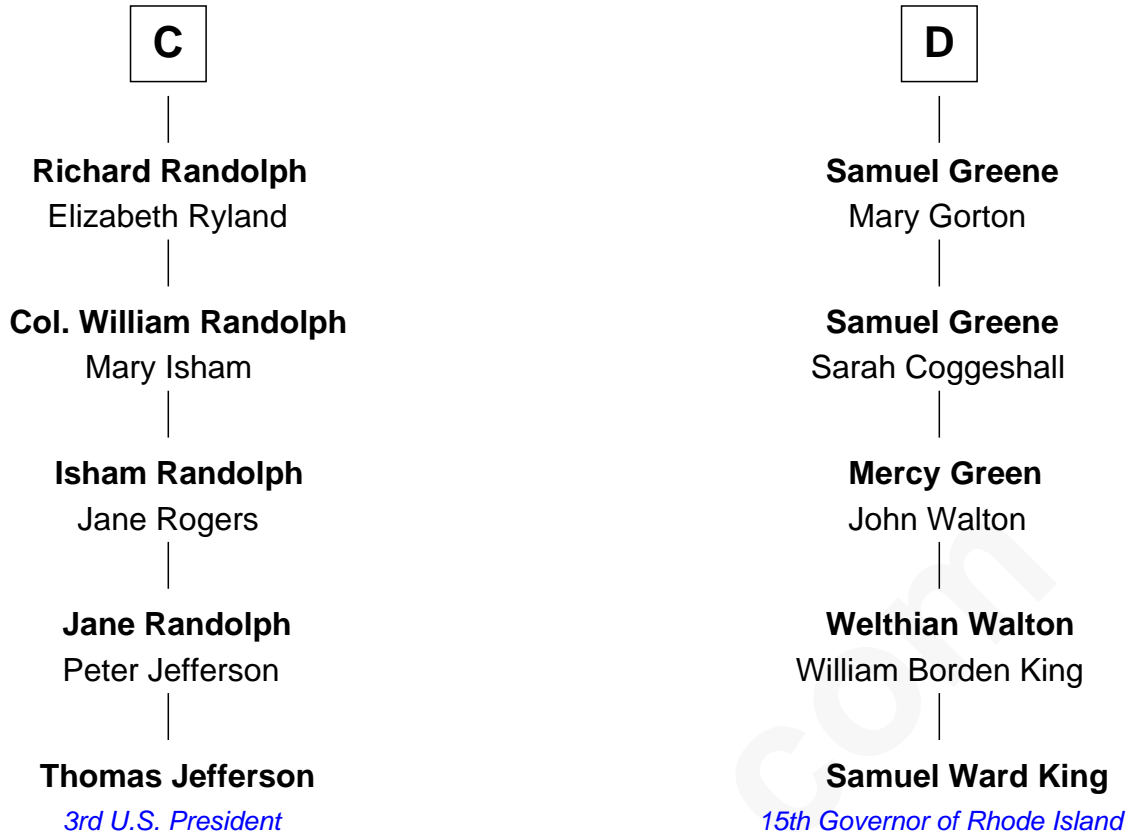 C
Richard Randolph
Elizabeth Ryland
Col. William Randolph
Mary Isham
Isham Randolph
Jane Rogers
Jane Randolph
Peter Jefferson
Thomas Jefferson
3rd U.S. President
D
Samuel Greene
Mary Gorton
Samuel Greene
Sarah Coggeshall
Mercy Green
John Walton
Welthian Walton
William Borden King
Samuel Ward King
15th Governor of Rhode Island
com